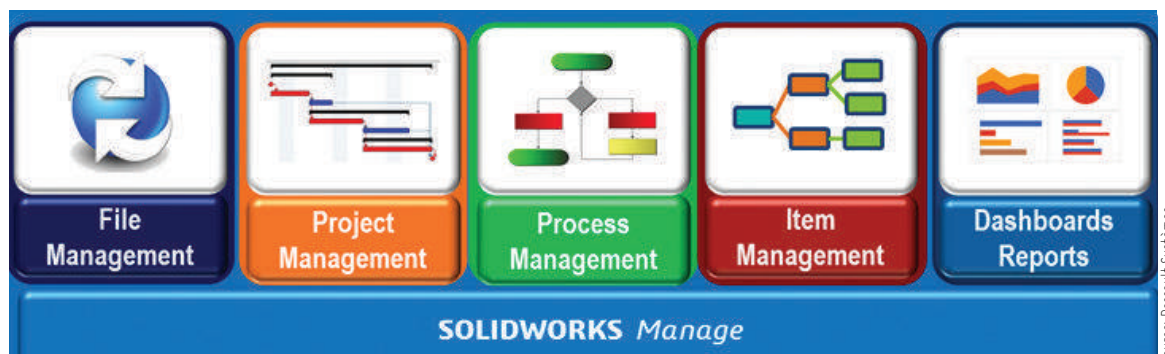 File
Management
Project
Management
Process
Management
Item
Management
Dashboards
Reports
SOLIDWORKS Manage